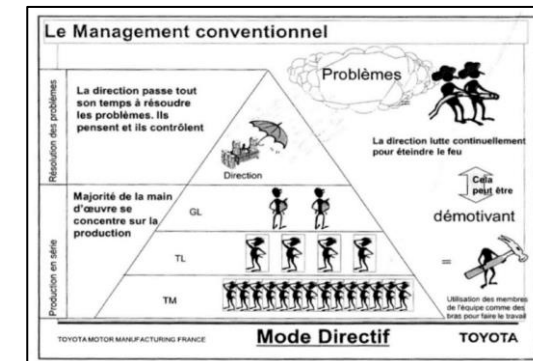 Le Management conventionnel
Résolution des problèmes
La direction passe tout
son temps à résoudre
les problèmes. Ils
pensent et ils contrôlent
Problèmes
Direction
La direction lutte continuellement
pour éteindre le feu
Cela
peut être
démotivant
Production en série
Majorité de la main
d'œuvre se
concentre sur la
production
GL
TL
TM
=
Utilisation des membres
de l'équipe comme des
bras pour faire le travail
TOYOTA MOTOR MANUFACTURING FRANCE
Mode Directif
TOYOTA